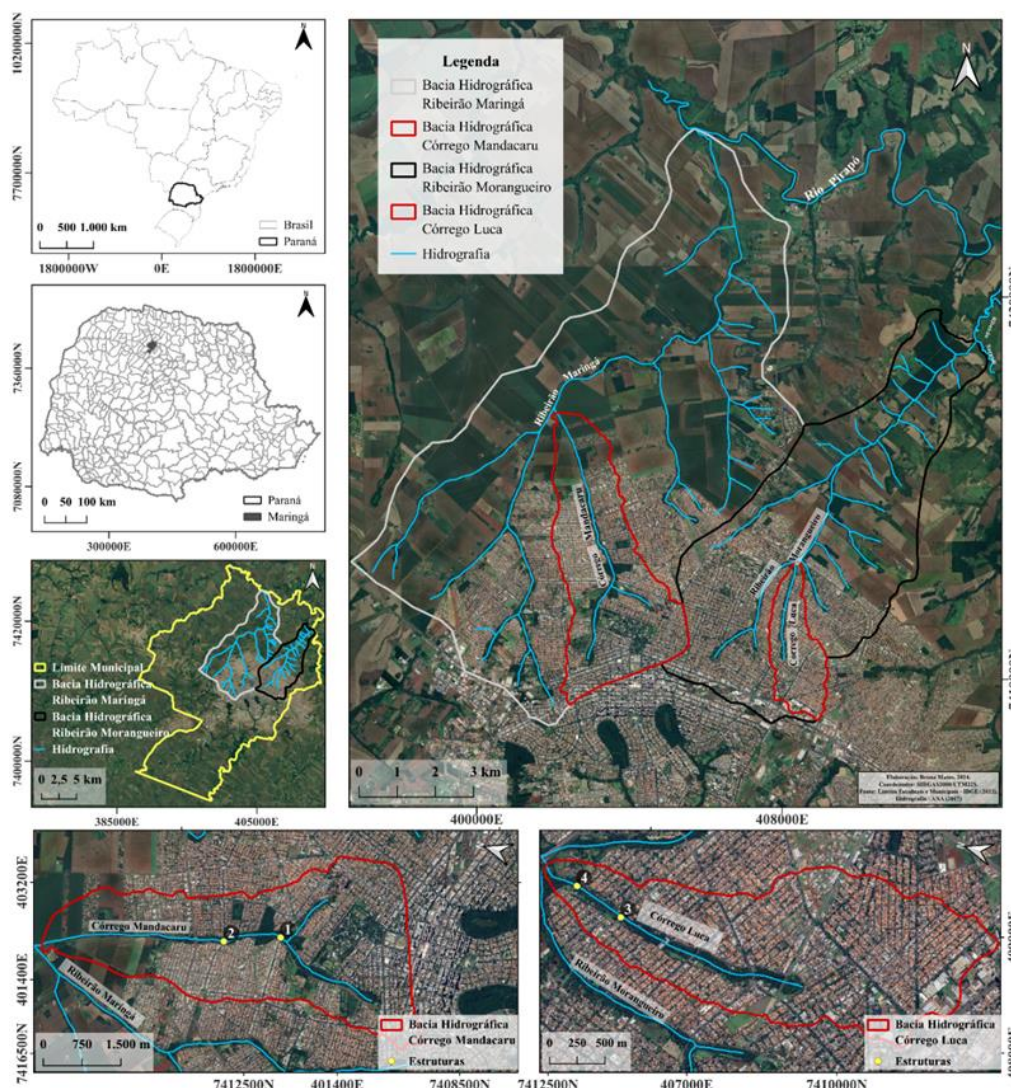 10200000N
7700000N
N
0 500 1.000 km
Brasil
Paraná
1800000W
0E
1800000E
N
7360000N
7080000N
0 50 100 km
Paraná
Maringá
300000E
600000E
N
7420000N
7400000N
Limite Municipal
Bacia Hidrográfica
Ribeirão Maringá
Bacia Hidrográfica
Ribeirão Morangueiro
Hidrografia
0 2,5 5 km
385000E
405000E
Legenda
Bacia Hidrográfica
Ribeirão Maringá
Bacia Hidrográfica
Córrego Mandacaru
Bacia Hidrográfica
Ribeirão Morangueiro
Bacia Hidrográfica
Córrego Luca
Hidrografia
N
Rio Pirapó
Ribeirão Maringá
Córrego Mandacaru
Ribeirão Morangueiro
Córrego Luca
0 1 2 3 km
400000E
408000E
403200E
401400E
7416500N
Córrego Mandacaru
Ribeirão Maringá
1
2
0 750 1.500 m
Bacia Hidrográfica
Córrego Mandacaru
Estruturas
7412500N
401400E
7408500N
4
3
Córrego Luca
Ribeirão Morangueiro
0 250 500 m
Bacia Hidrográfica
Córrego Luca
Estruturas
7412500N
407000E
7410000N